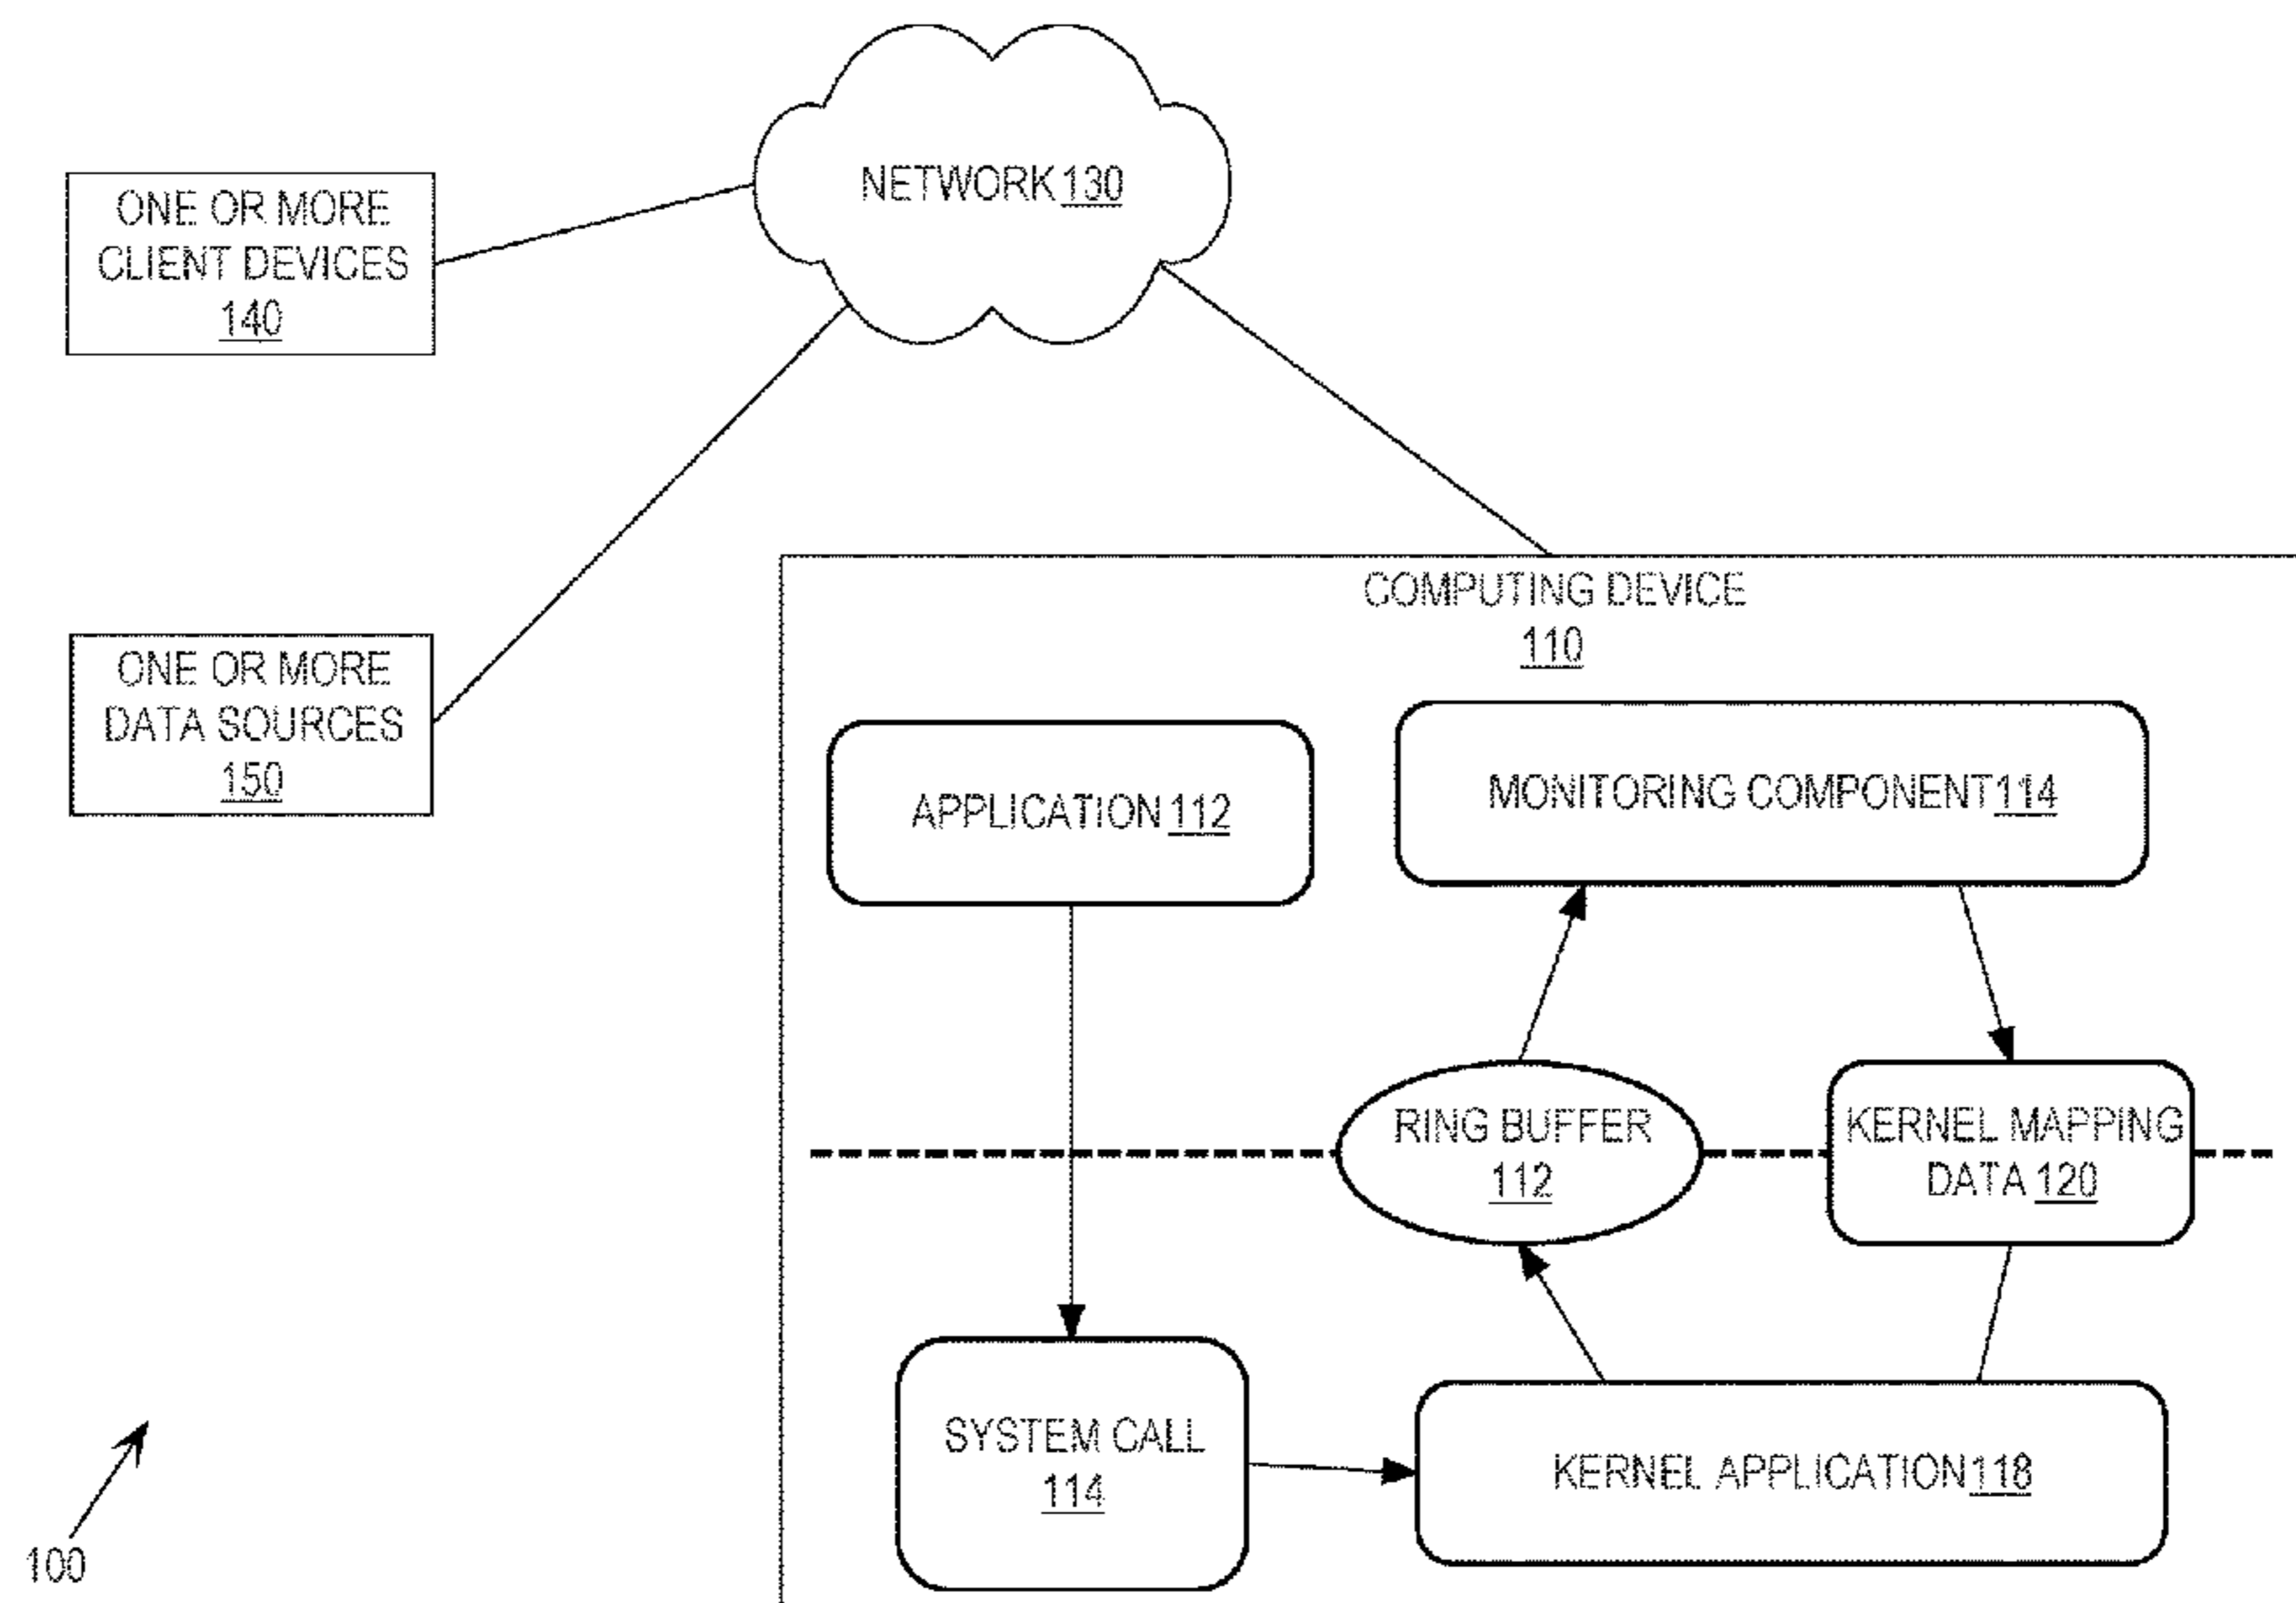 NETWORK 130
ONE OR MORE
CLIENT DEVICES
140
COMPUTING DEVICE
110
ONE OR MORE
DATA SOURCES
150
APPLICATION 112
MONITORING COMPONENT 114
RING BUFFER
112
KERNEL MAPPING
DATA 120
SYSTEM CALL
114
KERNEL APPLICATION 118
100